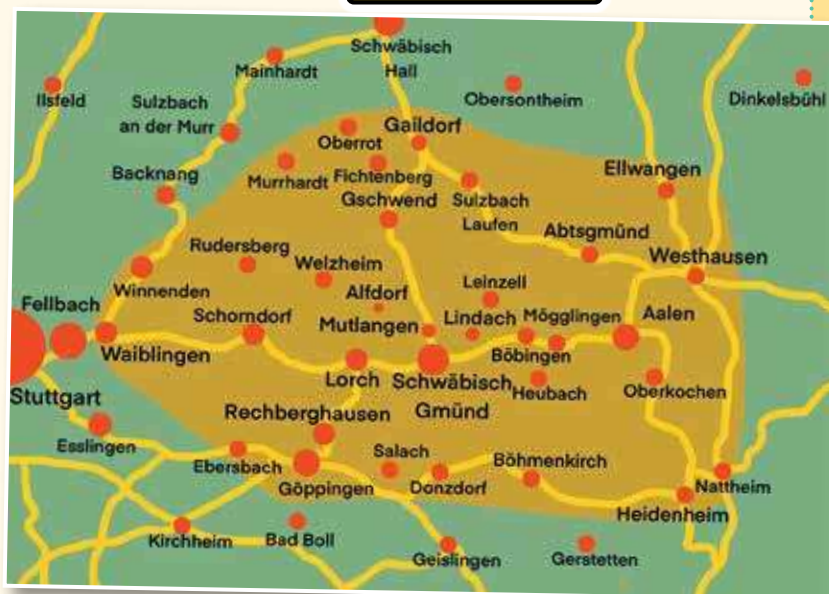 Schwäbisch
Hall
Mainhardt
Ilsfeld
Sulzbach
an der Murr
Obersontheim
Dinkelsbühl
Oberrot
Gaildorf
Backnang
Murrhardt
Fichtenberg
Ellwangen
Gschwend
Sulzbach
Laufen
Abtsgmünd
Rudersberg
Welzheim
Westhausen
Winnenden
Leinzell
Fellbach
Alfdorf
Schorndorf
Mutlangen
Lindach
Mögglingen
Aalen
Waiblingen
Böbingen
Lorch
Schwäbisch
Gmünd
Heubach
Oberkochen
Stuttgart
Rechberghausen
Esslingen
Ebersbach
Salach
Böhmenkirch
Göppingen
Donzdorf
Nattheim
Heidenheim
Kirchheim
Bad Boll
Geislingen
Gerstetten